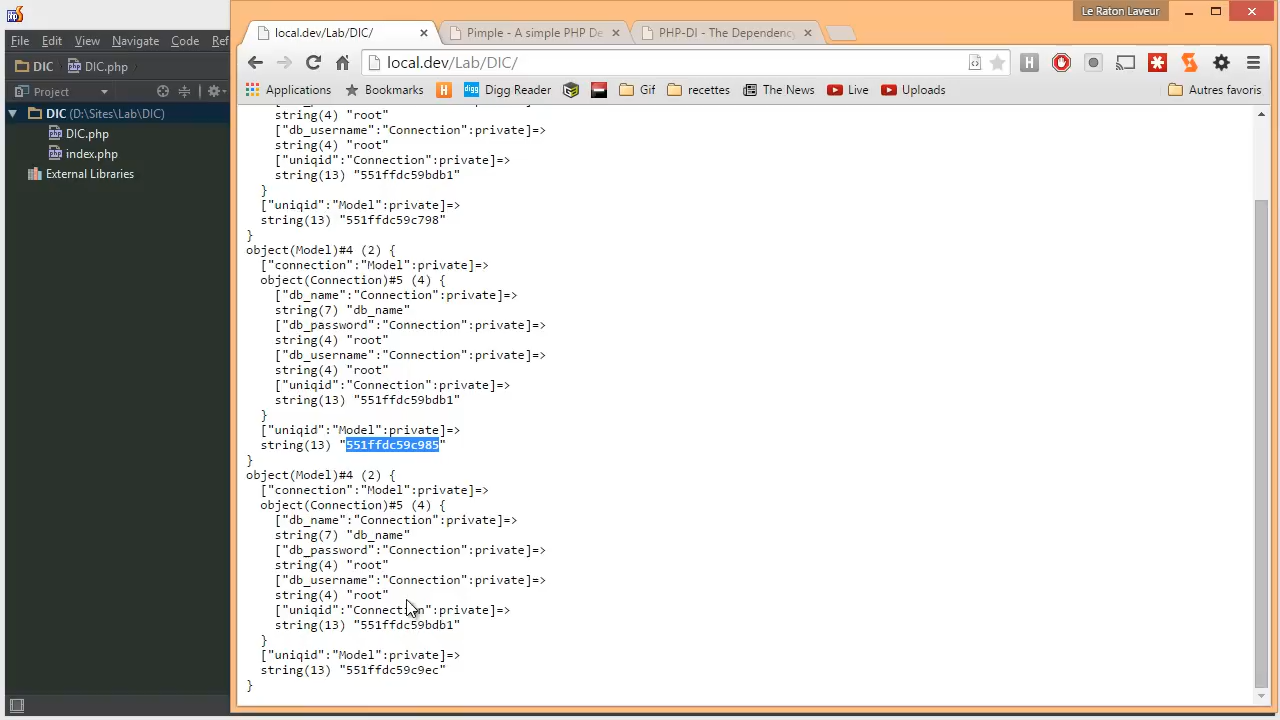 Le Raton Laveur
local.dev/Lab/DIC/
Pimple - A simple PHP De
PHP-DI - The Dependency
File Edit View Navigate Code Ref
local.dev/Lab/DIC/
DIC DIC.php
Applications Bookmarks Digg Reader Gif recettes The News Live Uploads Autres favoris
Project
DIC (D:\Sites\Lab\DIC)
DIC.php
index.php
External Libraries
string(4) "root"
["db_username":"Connection":private]=>
string(4) "root"
["uniqid":"Connection":private]=>
string(13) "551ffdc59bdb1"
}
["uniqid":"Model":private]=>
string(13) "551ffdc59c798"
}
object(Model)#4 (2) {
["connection":"Model":private]=>
object(Connection)#5 (4) {
["db_name":"Connection":private]=>
string(7) "db_name"
["db_password":"Connection":private]=>
string(4) "root"
["db_username":"Connection":private]=>
string(4) "root"
["uniqid":"Connection":private]=>
string(13) "551ffdc59bdb1"
}
["uniqid":"Model":private]=>
string(13) "551ffdc59c985"
}
object(Model)#4 (2) {
["connection":"Model":private]=>
object(Connection)#5 (4) {
["db_name":"Connection":private]=>
string(7) "db_name"
["db_password":"Connection":private]=>
string(4) "root"
["db_username":"Connection":private]=>
string(4) "root"
["uniqid":"Connection":private]=>
string(13) "551ffdc59bdb1"
}
["uniqid":"Model":private]=>
string(13) "551ffdc59c9ec"
}